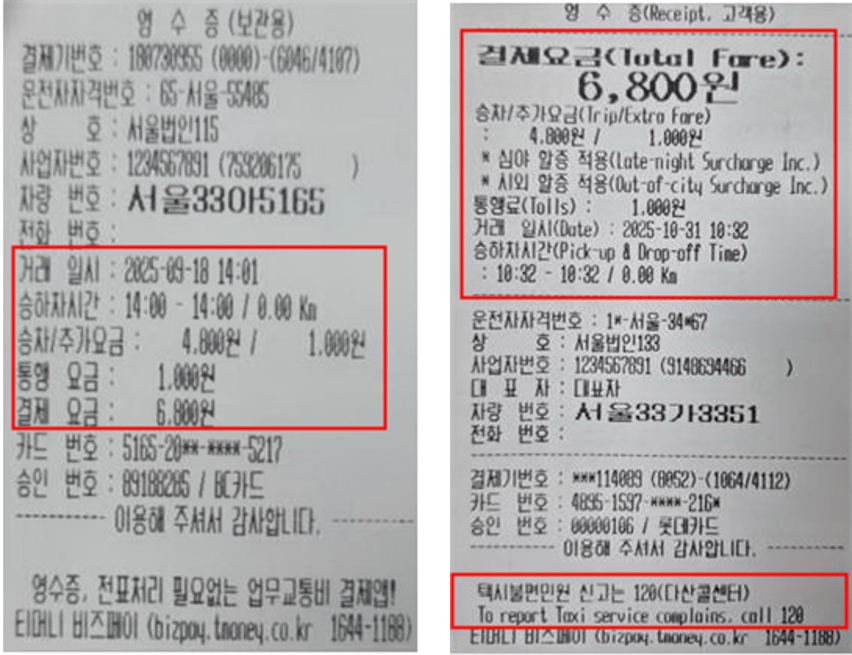 영 수 증 (보관용)
결제기번호 : 180730955 (0000)-(6046/4107)
운전자자격번호 : 65-서울-55485
상 호 : 서울법인115
사업자번호 : 1234567891 (759206175 )
차량 번호 : 서울33아5165
전화 번호 :
거래 일시 : 2025-09-18 14:01
승하차시간 : 14:00 - 14:00 / 0.00 Km
승차/추가요금 : 4,800원 / 1,000원
통행 요금 : 1,000원
결제 요금 : 6,800원
카드 번호 : 5165-20**-****-5217
승인 번호 : 89188285 / BC카드
---------- 이용해 주셔서 감사합니다. ----------
영수증, 전표처리 필요없는 업무교통비 결제앱!
티머니 비즈페이 (bizpay.tmoney.co.kr 1644-1188)
영 수 증(Receipt, 고객용)
결제요금(Total Fare):
6,800원
승차/추가요금(Trip/Extra Fare)
: 4,800원 / 1,000원
* 심야 할증 적용(Late-night Surcharge Inc.)
* 시외 할증 적용(Out-of-city Surcharge Inc.)
통행료(Tolls) : 1,000원
거래 일시(Date) : 2025-10-31 10:32
승하차시간(Pick-up & Drop-off Time)
: 10:32 - 10:32 / 0.00 Km
운전자자격번호 : 1*-서울-34*67
상 호 : 서울법인133
사업자번호 : 1234567891 (9148694466 )
대 표 자 : 대표자
차량 번호 : 서울33가3351
전화 번호 :
결제기번호 : ***114089 (8052)-(1064/4112)
카드 번호 : 4895-1597-****-216*
승인 번호 : 00000106 / 롯데카드
---------- 이용해 주셔서 감사합니다. ----------
택시불편민원 신고는 120(다산콜센터)
To report Taxi service complains, call 120
티머니 비즈페이 (bizpay.tmoney.co.kr 1644-1188)